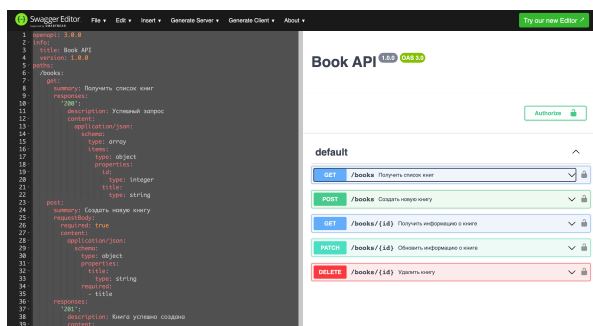 Swagger Editor
Supported by SMARTBEAR
File ▾ Edit ▾ Insert ▾ Generate Server ▾ Generate Client ▾ About ▾
Try our new Editor ↗
1 openapi: 3.0.0
2 info:
3 title: Book API
4 version: 1.0.0
5 paths:
6 /books:
7 get:
8 summary: Получить список книг
9 responses:
10 '200':
11 description: Успешный запрос
12 content:
13 application/json:
14 schema:
15 type: array
16 items:
17 type: object
18 properties:
19 id:
20 type: integer
21 title:
22 type: string
23 post:
24 summary: Создать новую книгу
25 requestBody:
26 required: true
27 content:
28 application/json:
29 schema:
30 type: object
31 properties:
32 title:
33 type: string
34 required:
35 - title
36 responses:
37 '201':
38 description: Книга успешно создана
39 content:
Book API 1.0.0 OAS 3.0
Authorize
default
GET /books Получить список книг
POST /books Создать новую книгу
GET /books/{id} Получить информацию о книге
PATCH /books/{id} Обновить информацию о книге
DELETE /books/{id} Удалить книгу